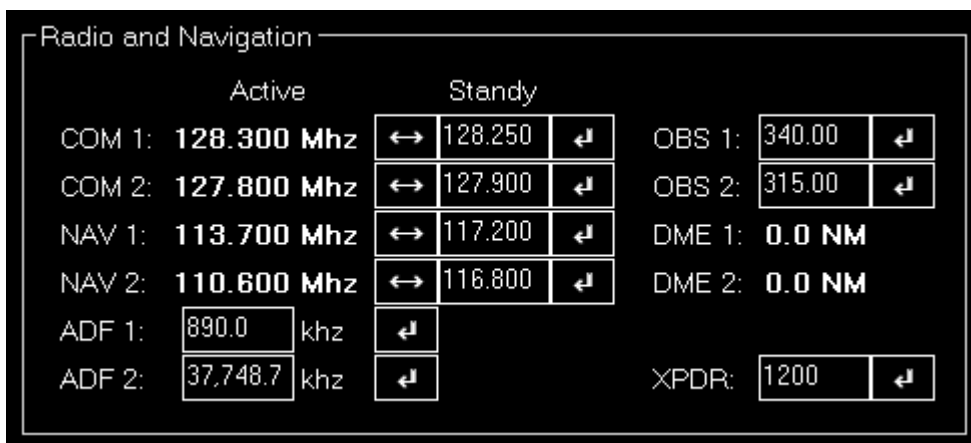 Radio and Navigation
Active Standy
COM 1: 128.300 Mhz 128.250 OBS 1: 340.00
COM 2: 127.800 Mhz 127.900 OBS 2: 315.00
NAV 1: 113.700 Mhz 117.200 DME 1: 0.0 NM
NAV 2: 110.600 Mhz 116.800 DME 2: 0.0 NM
ADF 1: 890.0 khz
ADF 2: 37,748.7 khz XPDR: 1200